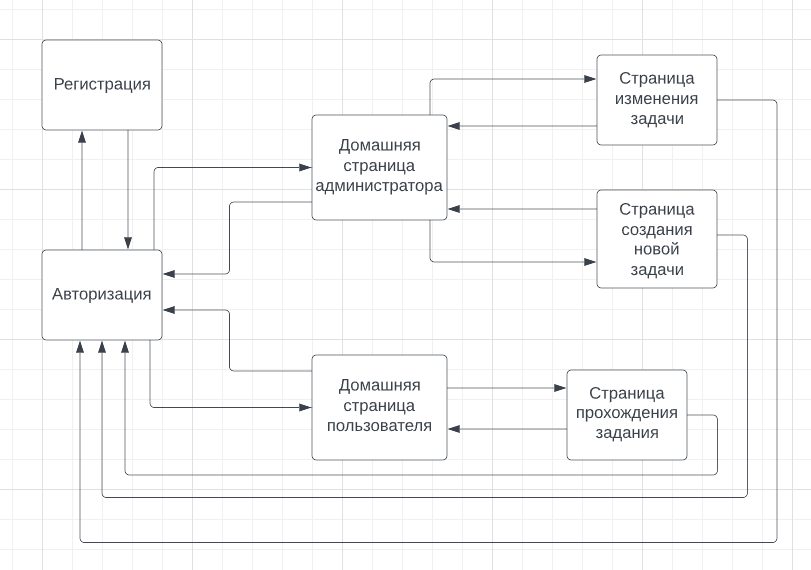 Регистрация
Авторизация
Домашняя
страница
администратора
Домашняя
страница
пользователя
Страница
изменения
задачи
Страница
создания
новой
задачи
Страница
прохождения
задания